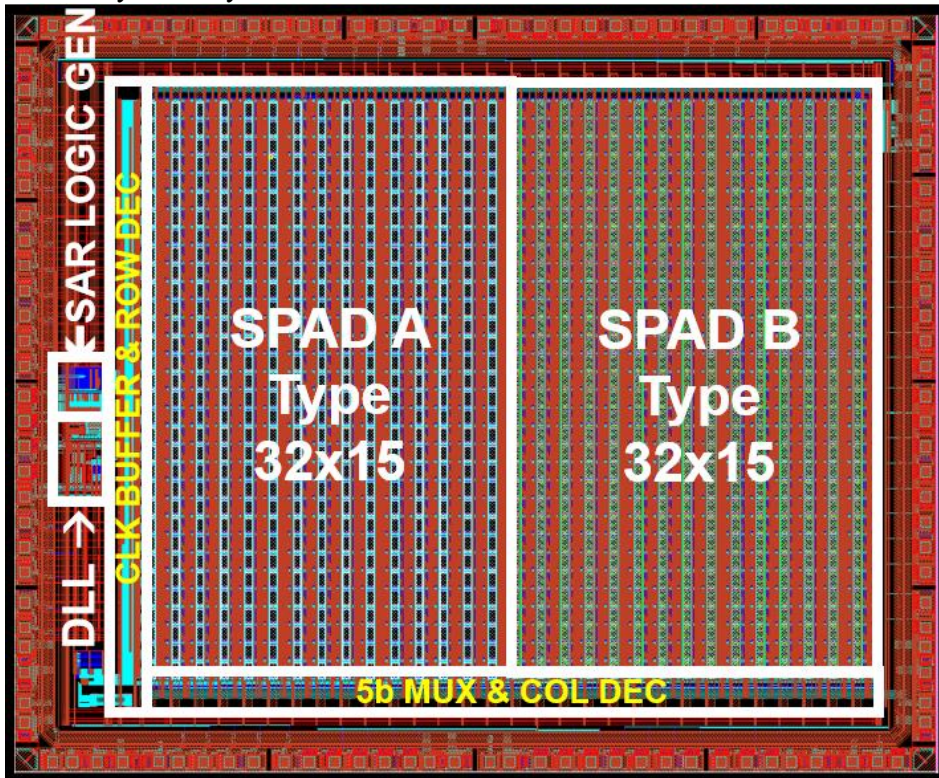 ←SAR LOGIC GEN
CLK BUFFER & ROW DEC
DLL →
SPAD A
Type
32x15
SPAD B
Type
32x15
5b MUX & COL DEC